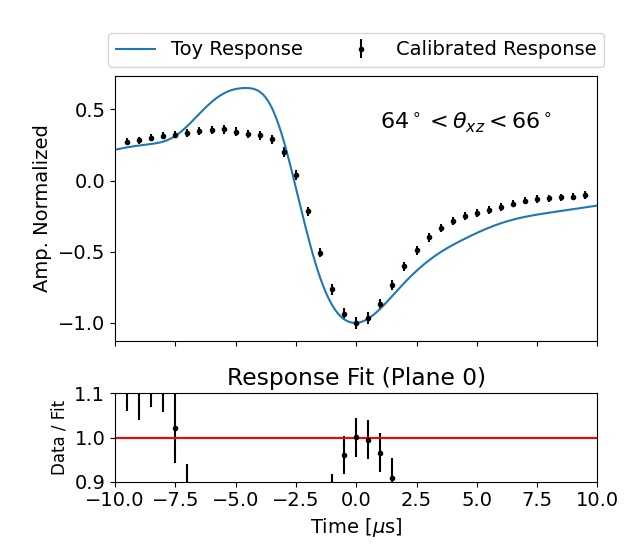 Toy Response Calibrated Response
64° < θxz < 66°
Amp. Normalized
0.5
0.0
−0.5
−1.0
Response Fit (Plane 0)
Data / Fit
1.1
1.0
0.9
−10.0 −7.5 −5.0 −2.5 0.0 2.5 5.0 7.5 10.0
Time [μs]